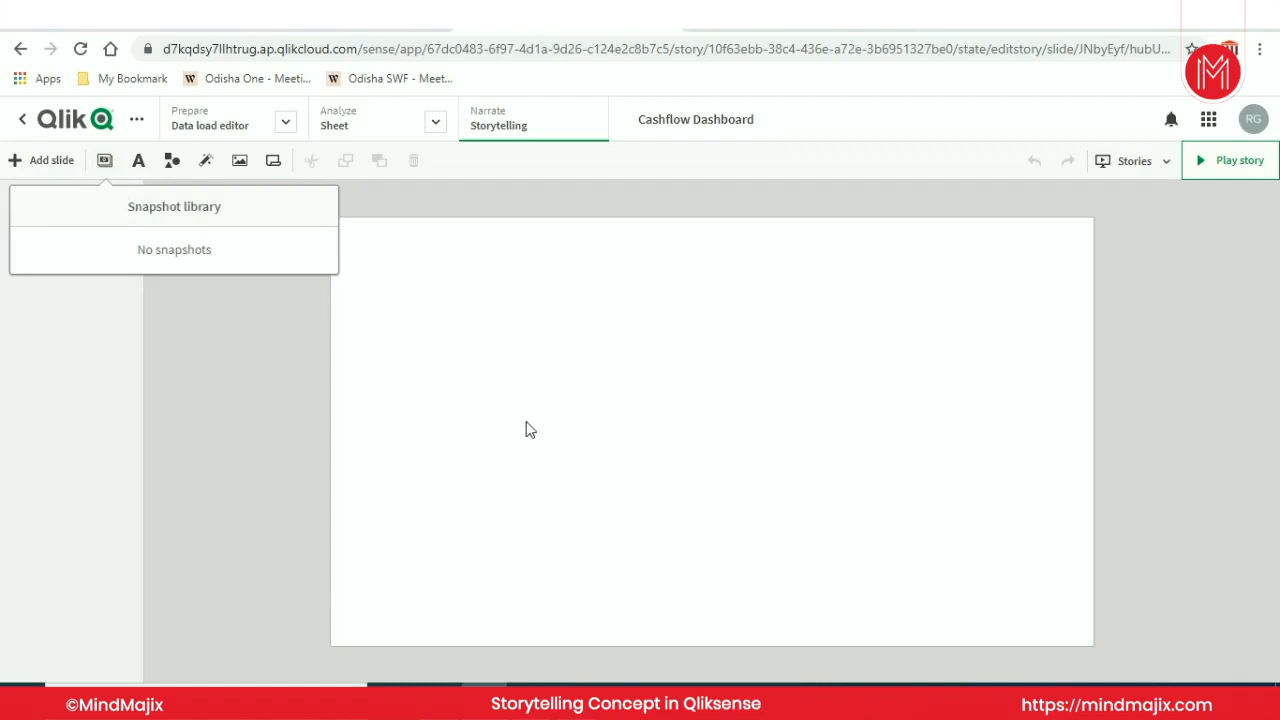 d7kqdsy7llhtrug.ap.qlikcloud.com/sense/app/67dc0483-6f97-4d1a-9d26-c124e2c8b7c5/story/10f63ebb-38c4-436e-a72e-3b6951327be0/state/editstory/slide/JNbyEyf/hubU...
Apps My Bookmark Odisha One - Meeti... Odisha SWF - Meet...
Qlik
Prepare
Data load editor
Analyze
Sheet
Narrate
Storytelling
Cashflow Dashboard
RG
Add slide
A
Stories
Play story
Snapshot library
No snapshots
©MindMajix
Storytelling Concept in Qliksense
https://mindmajix.com